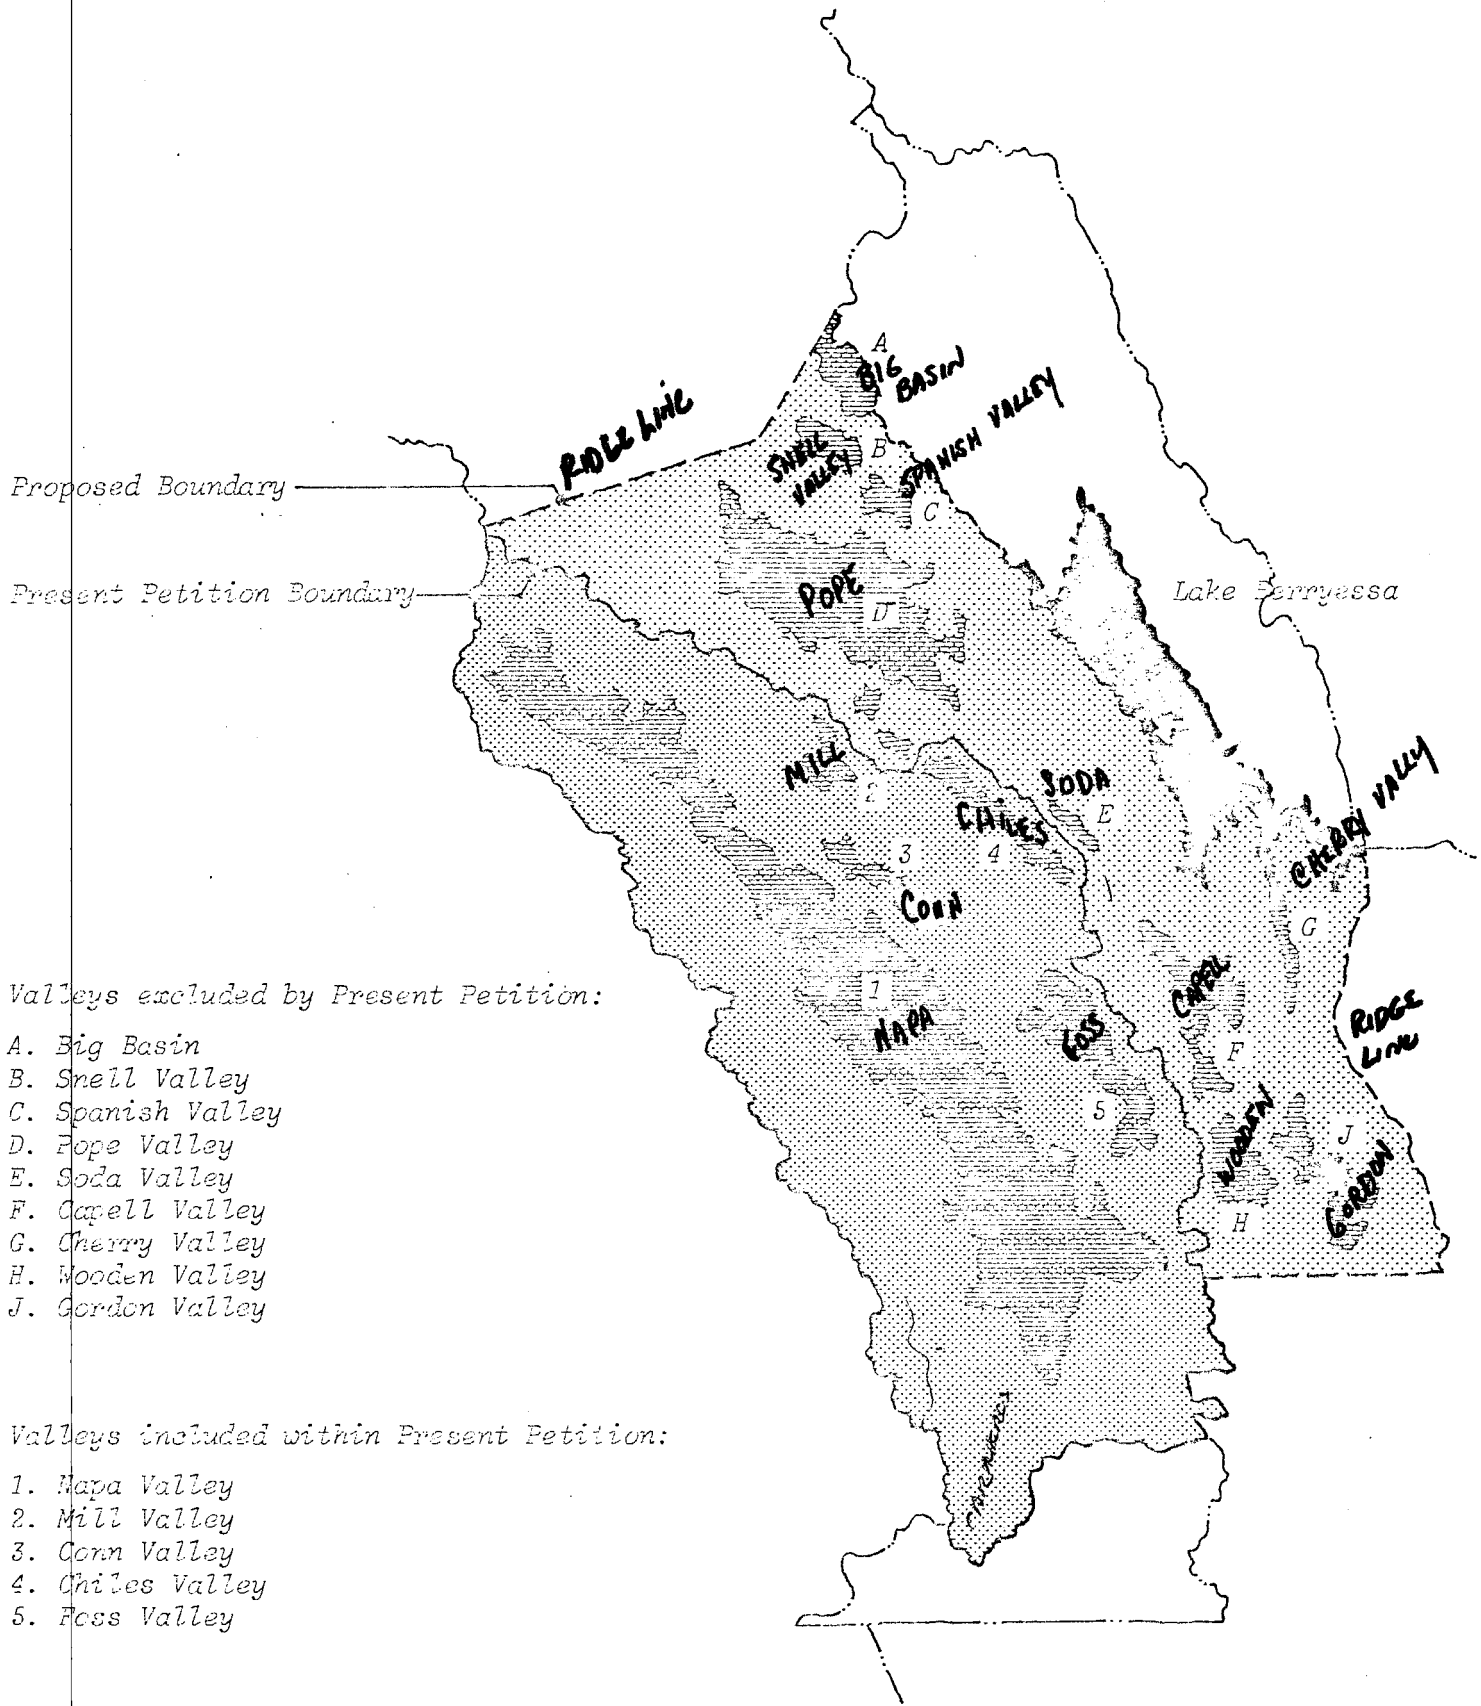 A
BIG
BASIN
RIDGE LINE
SPANISH VALLEY
B
SNELL
VALLEY
Proposed Boundary
C
Present Petition Boundary
POPE
D
Lake Berryessa
MILL
2
SODA
CHILES
E
3
4
CHERRY VALLY
CONN
G
1
NAPA
CAPELL
FOSS
F
RIDGE
LINE
5
WOODEN
J
GORDON
H
Valleys excluded by Present Petition:
A. Big Basin
B. Snell Valley
C. Spanish Valley
D. Pope Valley
E. Soda Valley
F. Capell Valley
G. Cherry Valley
H. Wooden Valley
J. Gordon Valley
CARNEROS
Valleys included within Present Petition:
1. Napa Valley
2. Mill Valley
3. Conn Valley
4. Chiles Valley
5. Foss Valley